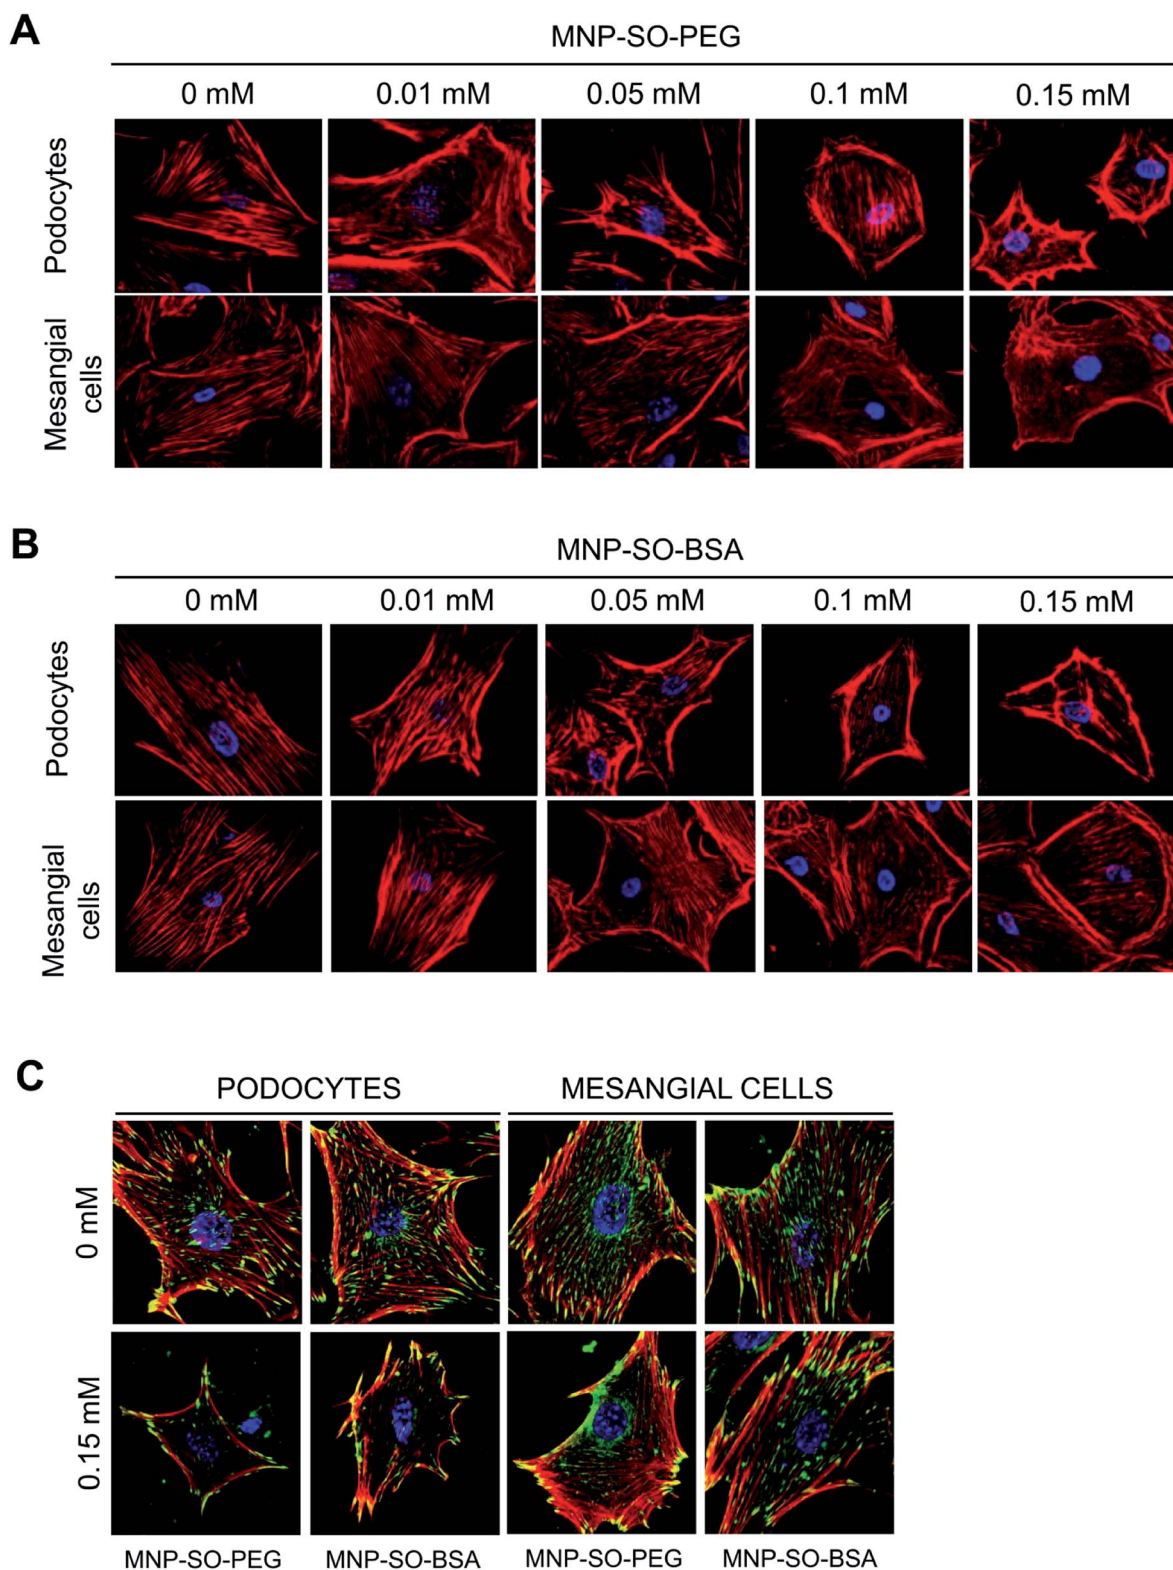 A
MNP-SO-PEG
0 mM 0.01 mM 0.05 mM 0.1 mM 0.15 mM
Podocytes
Mesangial
cells
B
MNP-SO-BSA
0 mM 0.01 mM 0.05 mM 0.1 mM 0.15 mM
Podocytes
Mesangial
cells
C
PODOCYTES MESANGIAL CELLS
0 mM
0.15 mM
MNP-SO-PEG MNP-SO-BSA MNP-SO-PEG MNP-SO-BSA